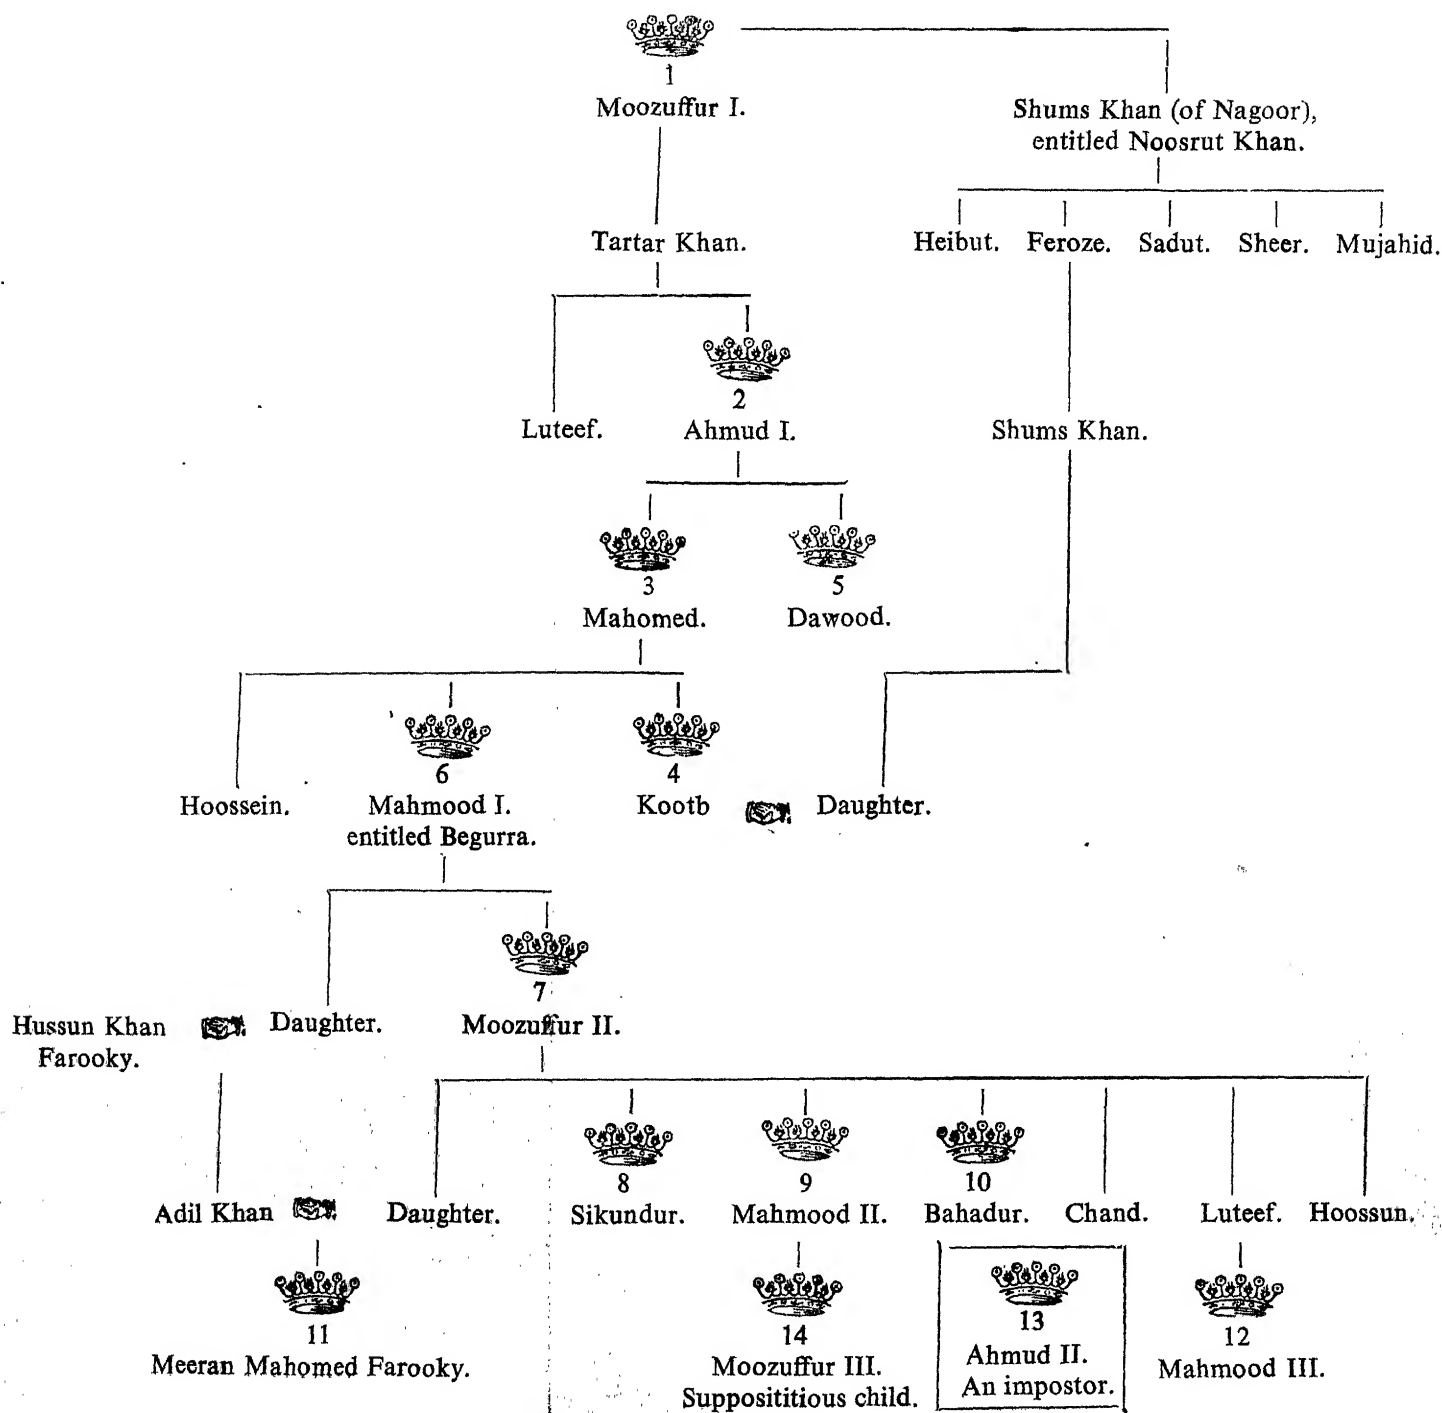 1
Moozuffur I.
Shums Khan (of Nagoor),
entitled Noosrut Khan.
Tartar Khan.
Heibut. Feroze. Sadut. Sheer. Mujahid.
2
Luteef. Ahmud I. Shums Khan.
3 5
Mahomed. Dawood.
6 4
Hoossein. Mahmood I. Kootb Daughter.
entitled Begurra.
7
Hussun Khan Daughter. Moozuffur II.
Farooky.
8 9 10
Adil Khan Daughter. Sikundur. Mahmood II. Bahadur. Chand. Luteef. Hoossun.
11 14 13 12
Meeran Mahomed Farooky. Moozuffur III. Ahmud II. Mahmood III.
Supposititious child. An impostor.